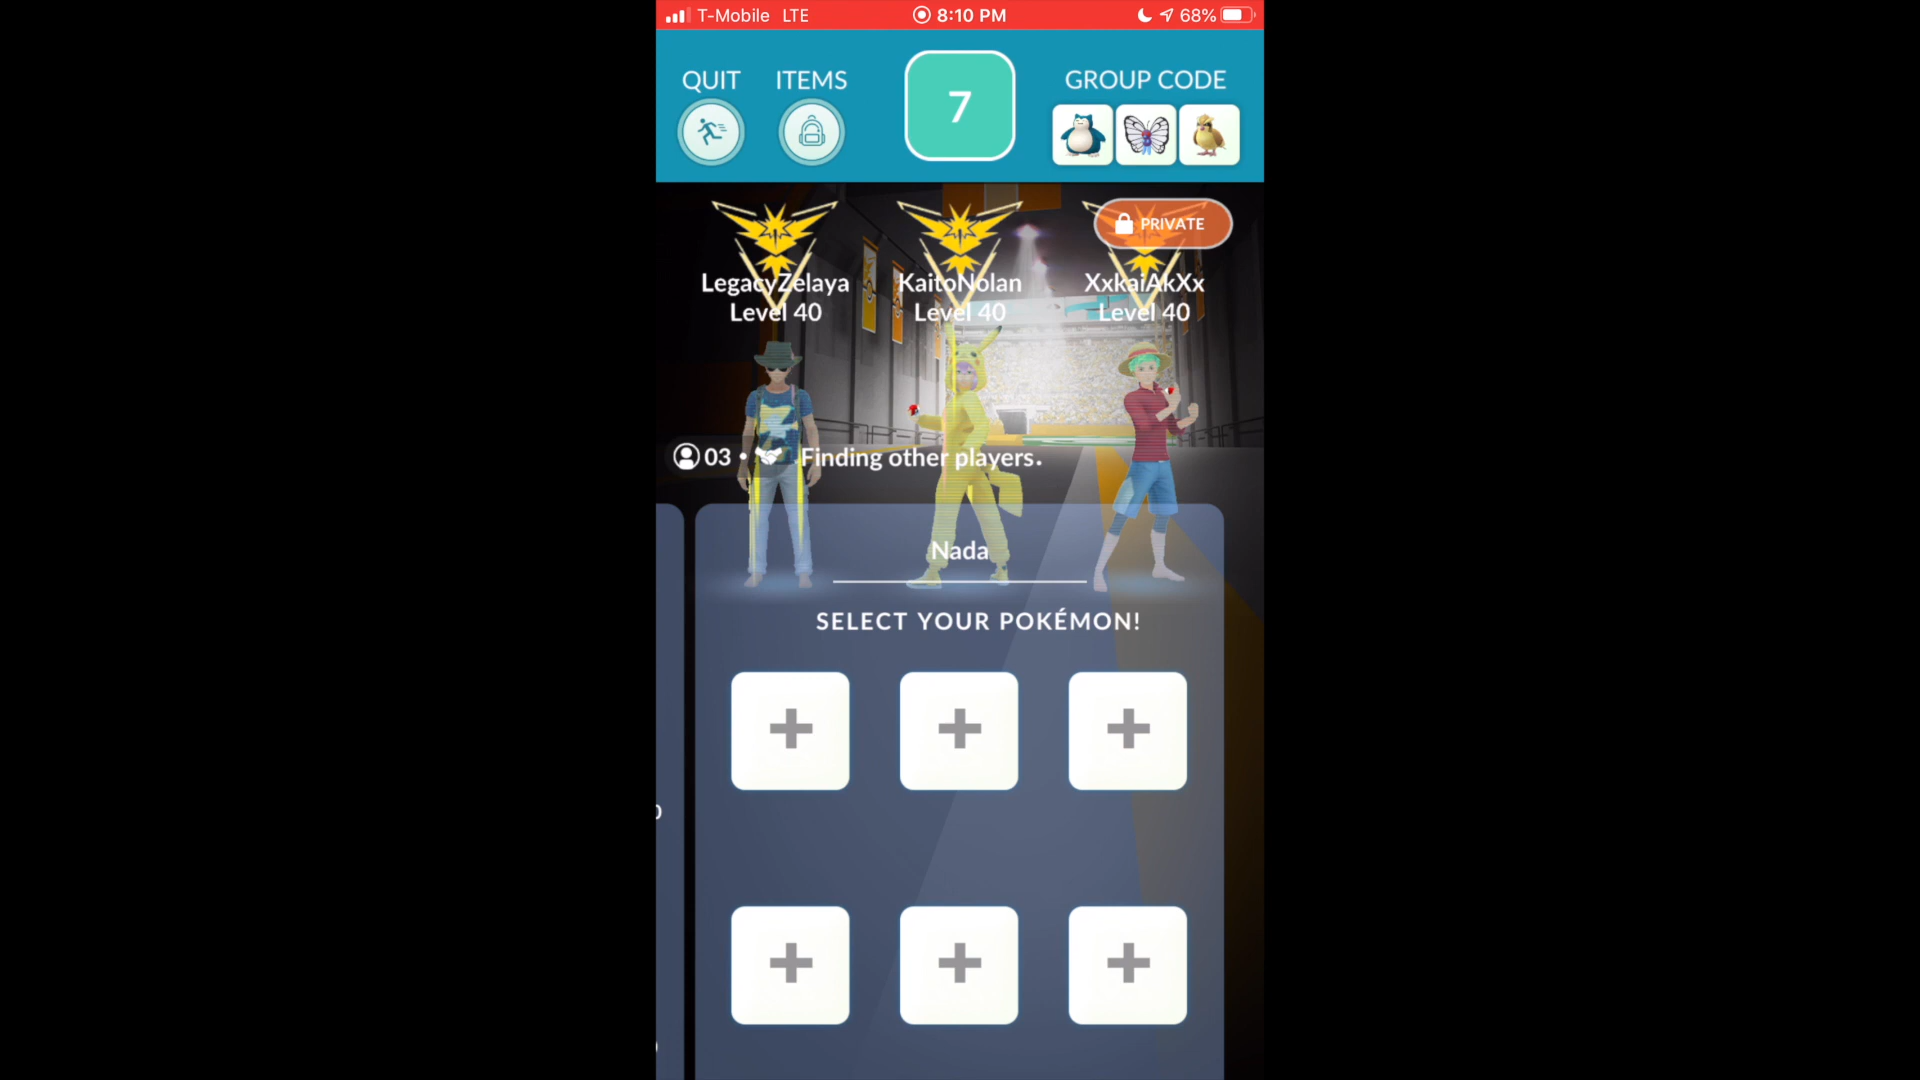 T-Mobile LTE 8:10 PM 68%
QUIT ITEMS 7 GROUP CODE
PRIVATE
LegacyZelaya KaitoNolan XxkaiAkXx
Level 40 Level 40 Level 40
03 • Finding other players.
Nada
SELECT YOUR POKÉMON!